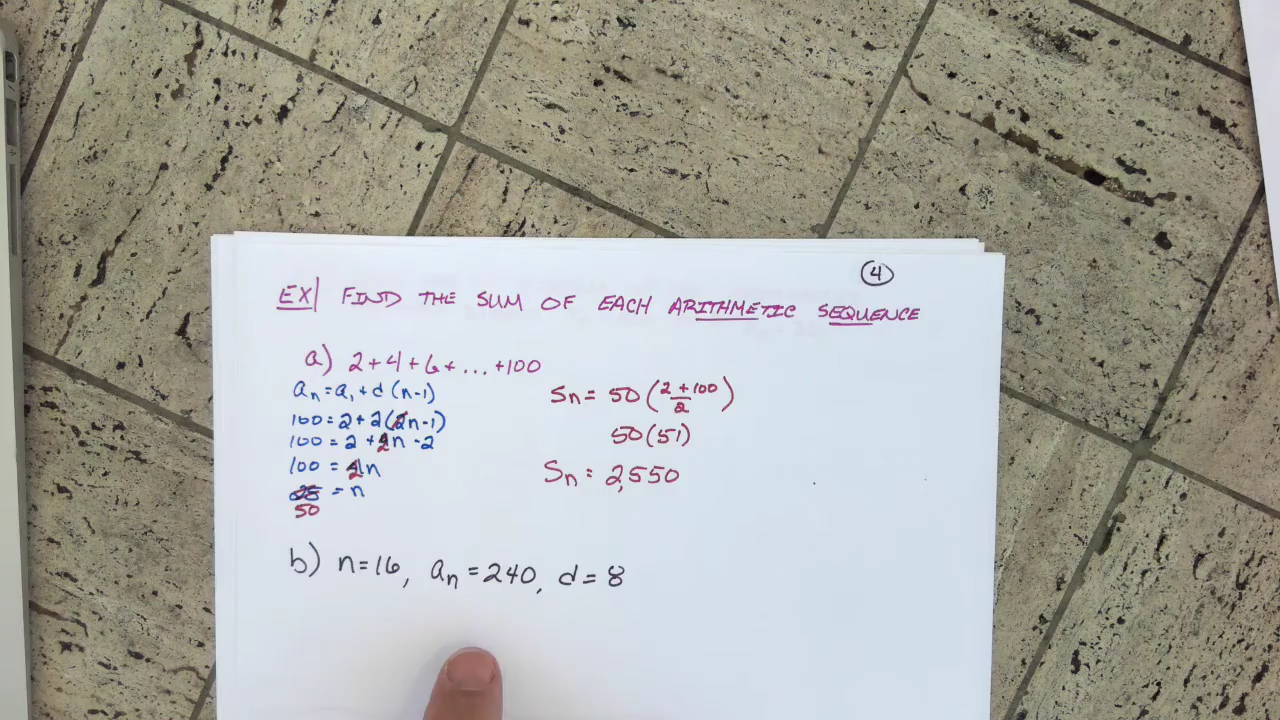 4
EX| FIND THE SUM OF EACH ARITHMETIC SEQUENCE
a) 2+4+6+...+100
an = a1 + d(n-1)
100 = 2 + 2(n-1)
100 = 2 + 2n - 2
100 = 2n
50 = n
Sn = 50 (2+100/2)
50(51)
Sn = 2,550
b) n=16, an = 240, d = 8